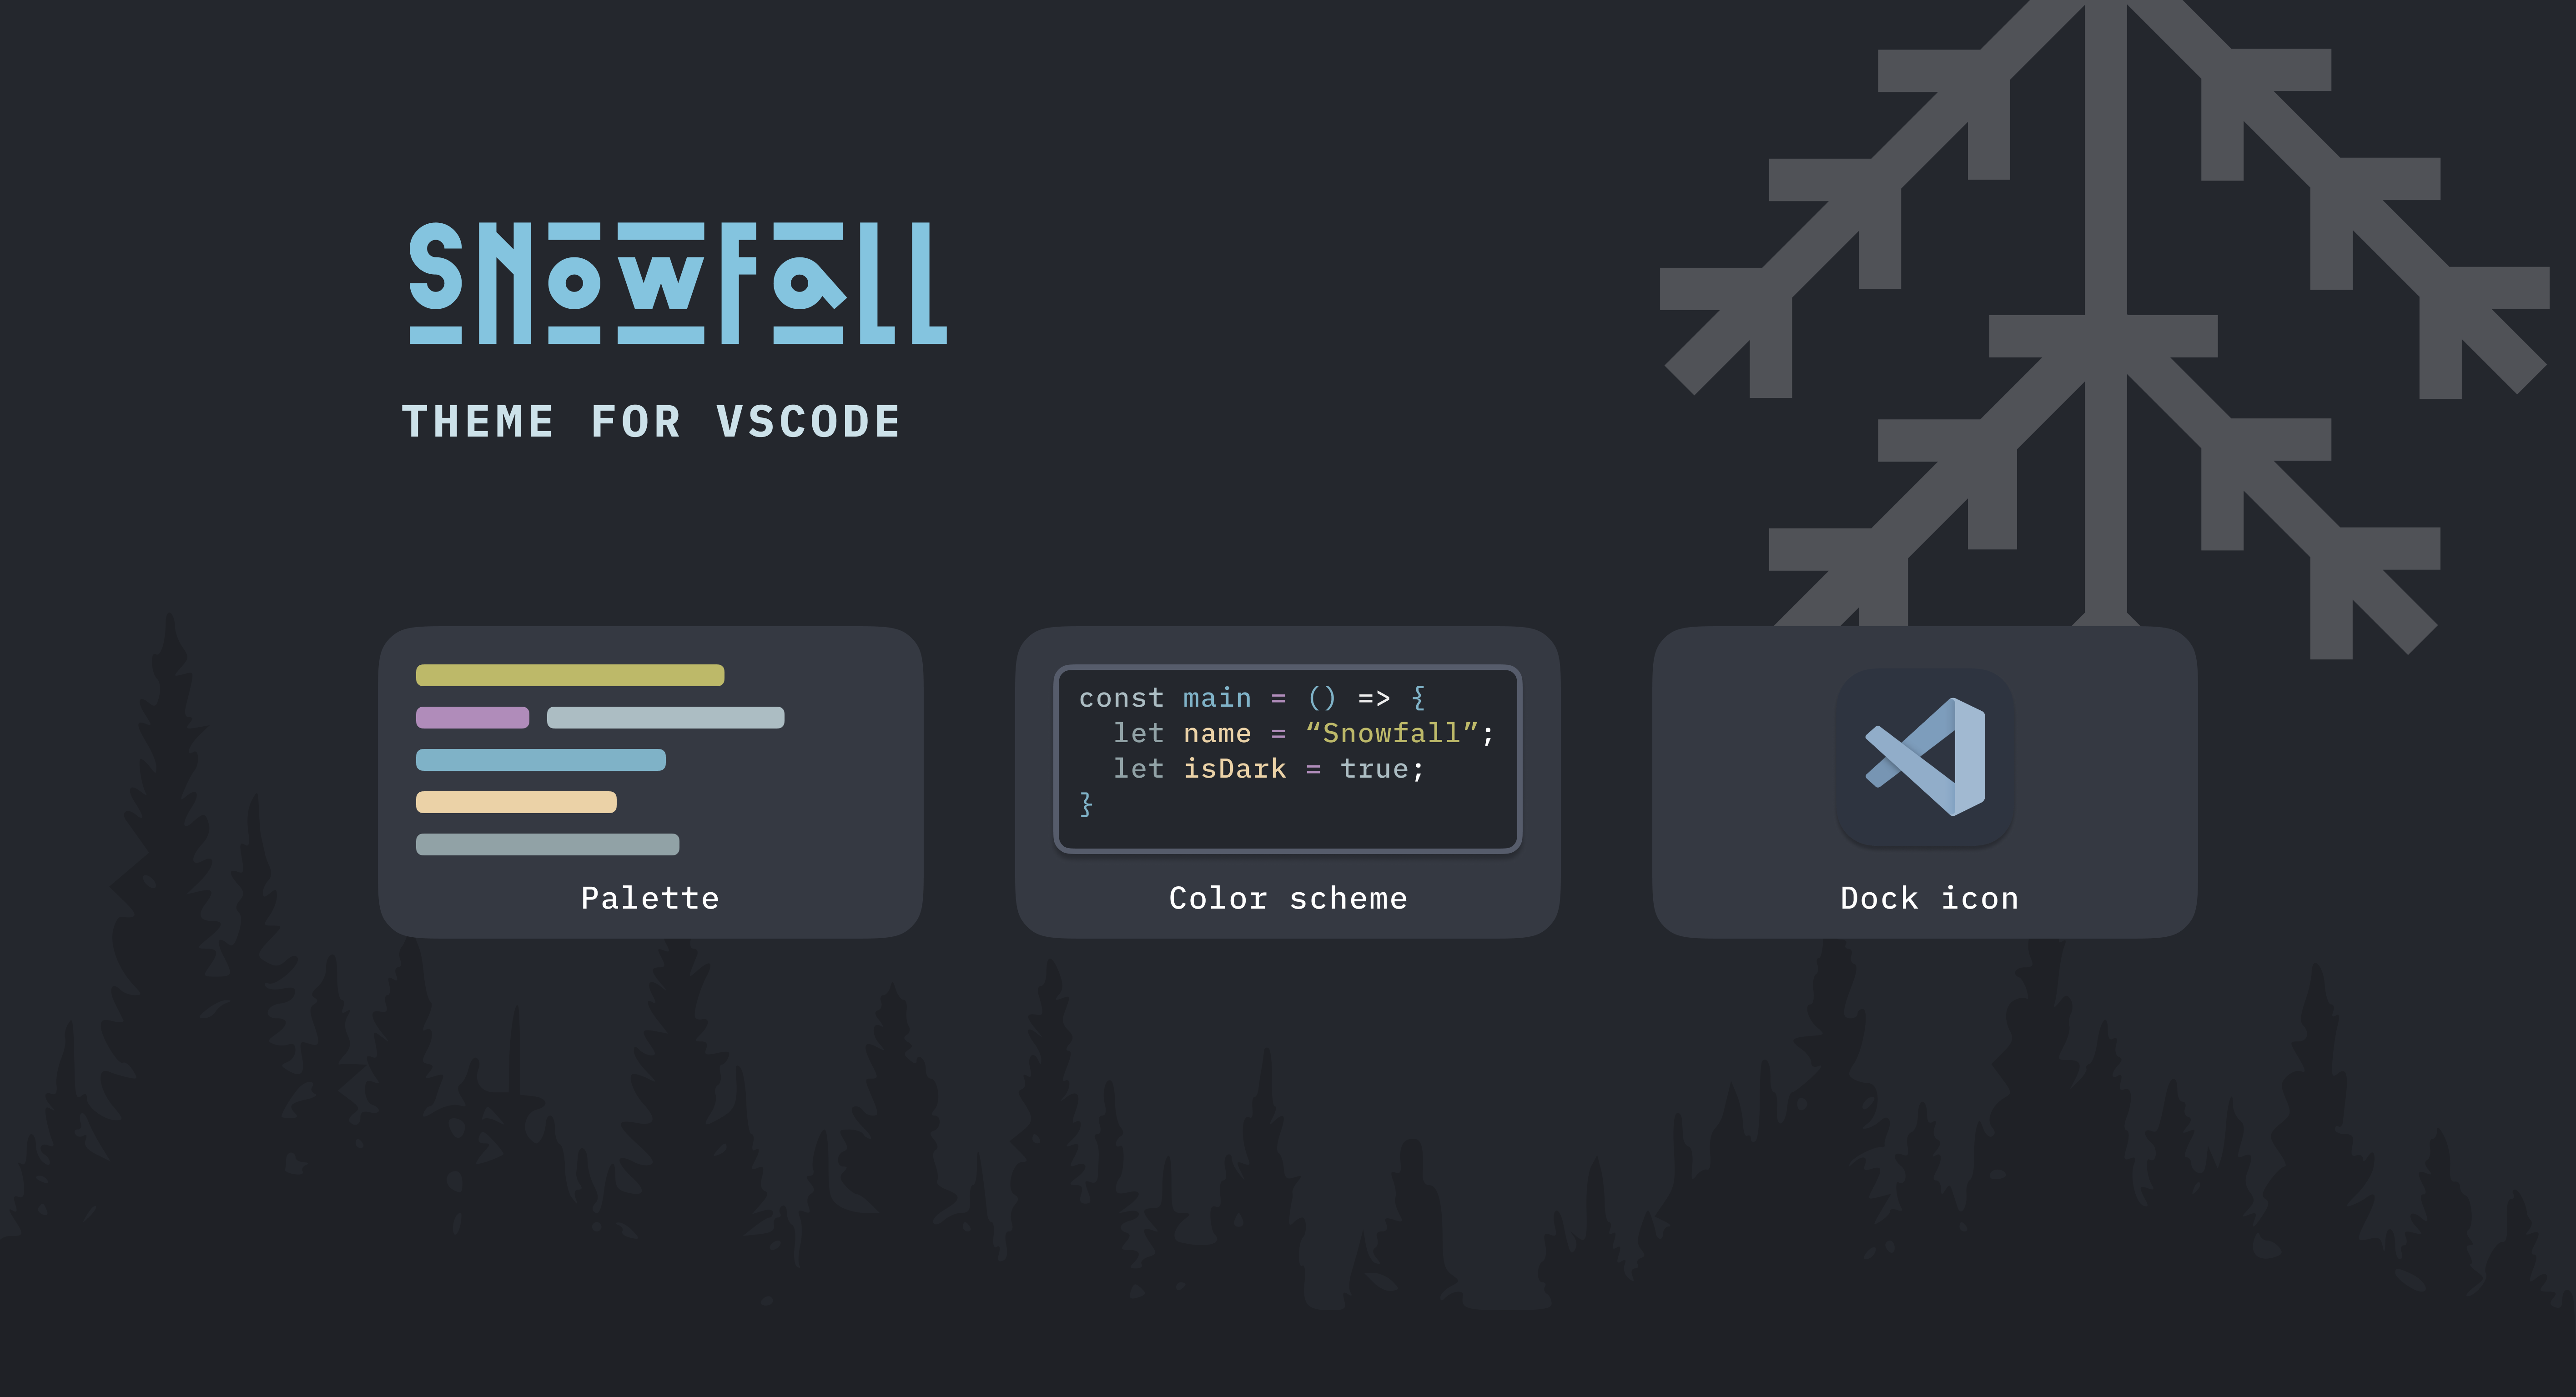 SNowFaLL
THEME FOR VSCODE
const main = () => {
  let name = “Snowfall”;
  let isDark = true;
}
Palette
Color scheme
Dock icon